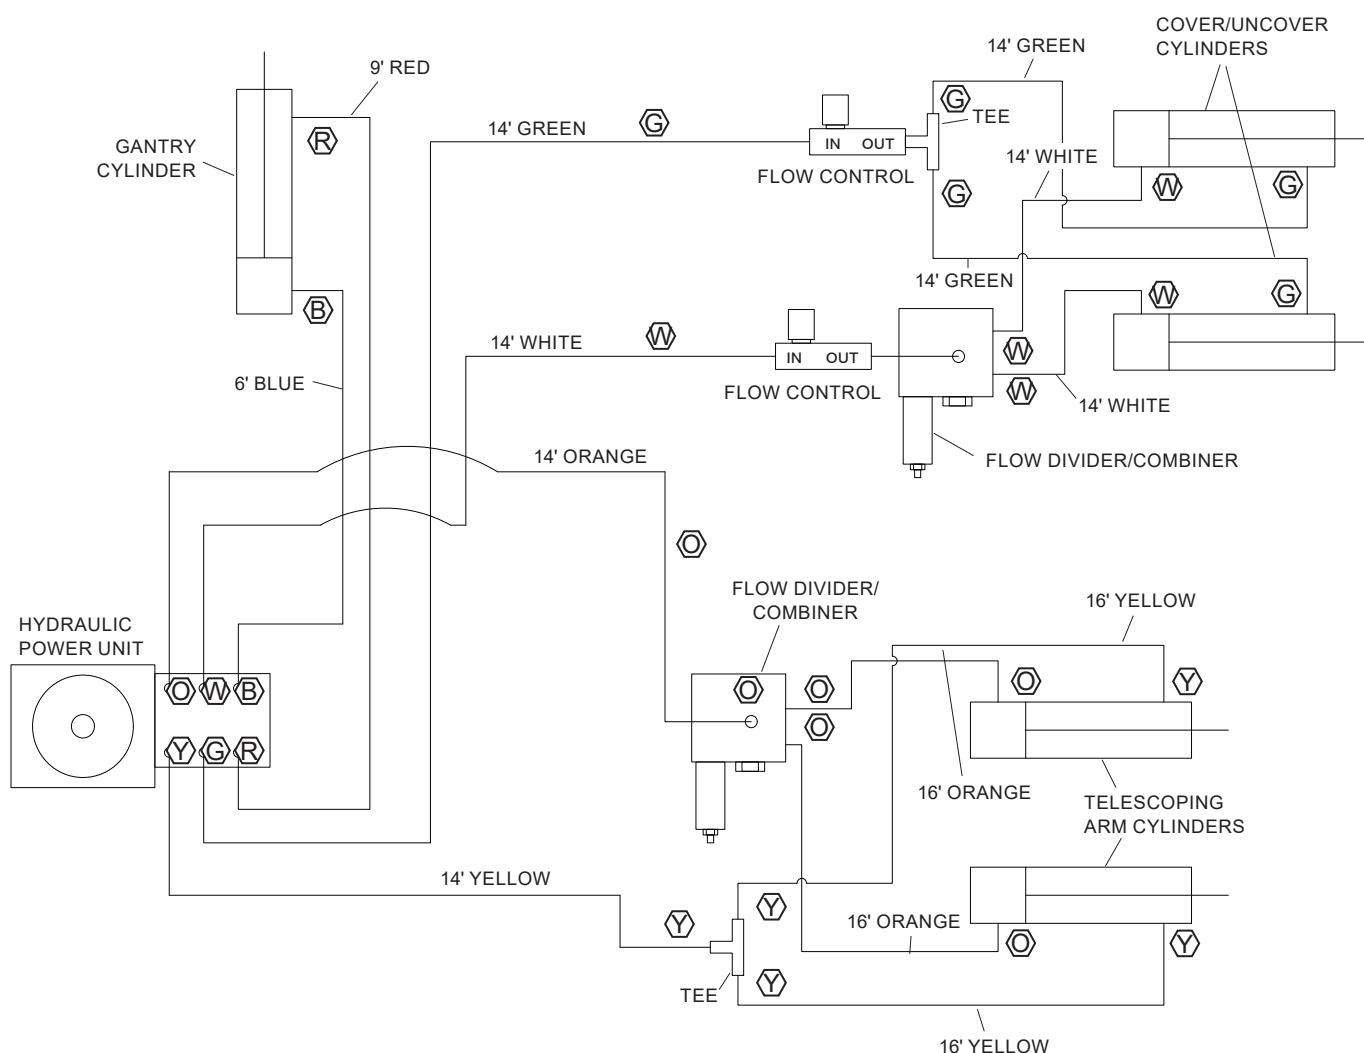 COVER/UNCOVER
CYLINDERS
14' GREEN
9' RED
G
TEE
14' GREEN
G
IN OUT
R
GANTRY
CYLINDER
FLOW CONTROL
14' WHITE
W
G
G
14' GREEN
B
W
G
14' WHITE
W
IN OUT
W
W
6' BLUE
FLOW CONTROL
14' WHITE
14' ORANGE
FLOW DIVIDER/COMBINER
O
FLOW DIVIDER/
COMBINER
16' YELLOW
HYDRAULIC
POWER UNIT
O
W
B
O
O
O
O
Y
Y
G
R
16' ORANGE
TELESCOPING
ARM CYLINDERS
14' YELLOW
Y
Y
16' ORANGE
O
Y
TEE
Y
16' YELLOW